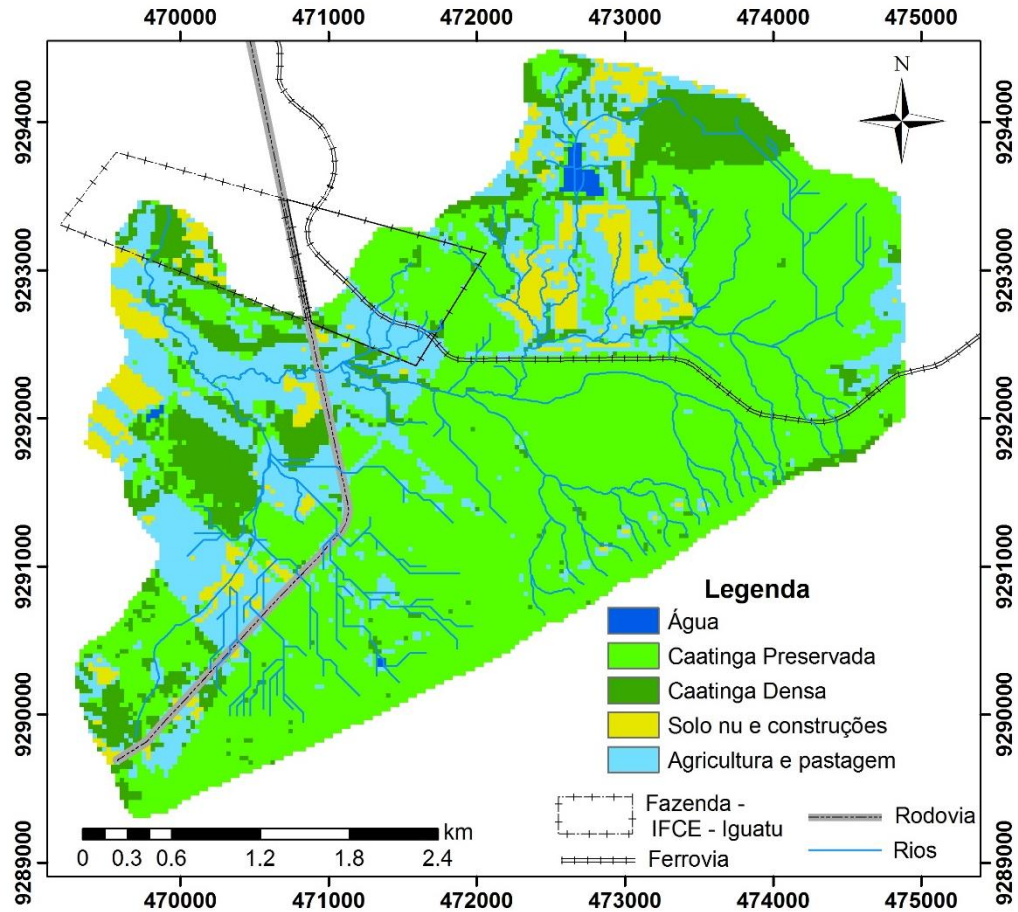 470000 471000 472000 473000 474000 475000
N
9294000 9294000
9293000 9293000
9292000 9292000
9291000 9291000
9290000 9290000
9289000 9289000
Legenda
Água
Caatinga Preservada
Caatinga Densa
Solo nu e construções
Agricultura e pastagem
Fazenda -
IFCE - Iguatu
Ferrovia
Rodovia
Rios
km
0 0.3 0.6 1.2 1.8 2.4
470000 471000 472000 473000 474000 475000